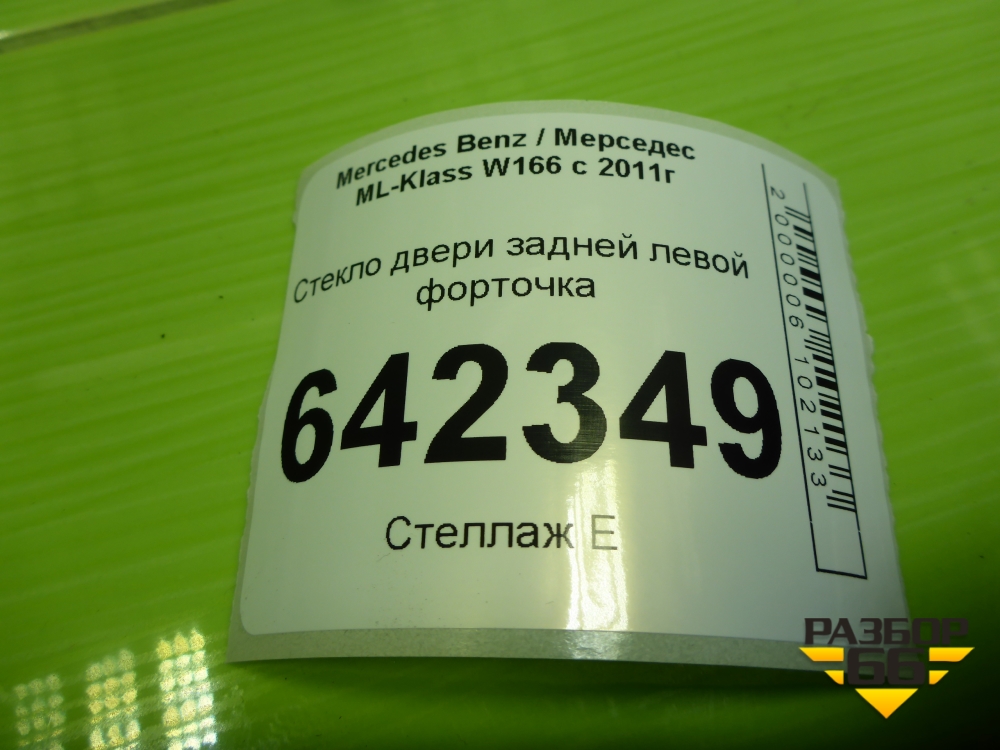 Mercedes Benz / Мерседес
ML-Klass W166 с 2011г
Стекло двери задней левой
форточка
642349
Стеллаж Е
2000006102133
РАЗБОР
66